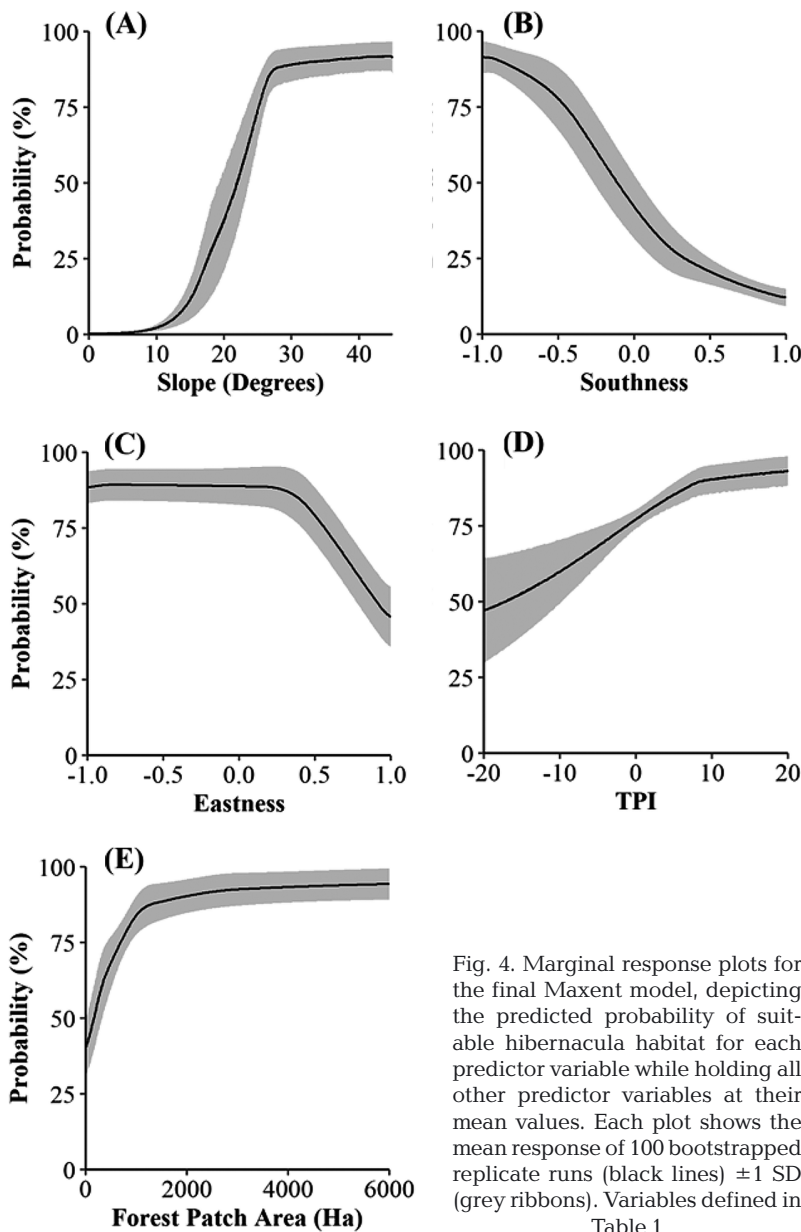 (A)
100
75
50
25
0
Probability (%)
0 10 20 30 40
Slope (Degrees)
(B)
100
75
50
25
0
-1.0 -0.5 0.0 0.5 1.0
Southness
(C)
100
75
50
25
0
Probability (%)
-1.0 -0.5 0.0 0.5 1.0
Eastness
(D)
100
75
50
25
0
-20 -10 0 10 20
TPI
(E)
100
75
50
25
0
Probability (%)
0 2000 4000 6000
Forest Patch Area (Ha)
Fig. 4. Marginal response plots for
the final Maxent model, depicting
the predicted probability of suit-
able hibernacula habitat for each
predictor variable while holding all
other predictor variables at their
mean values. Each plot shows the
mean response of 100 bootstrapped
replicate runs (black lines) ±1 SD
(grey ribbons). Variables defined in
Table 1